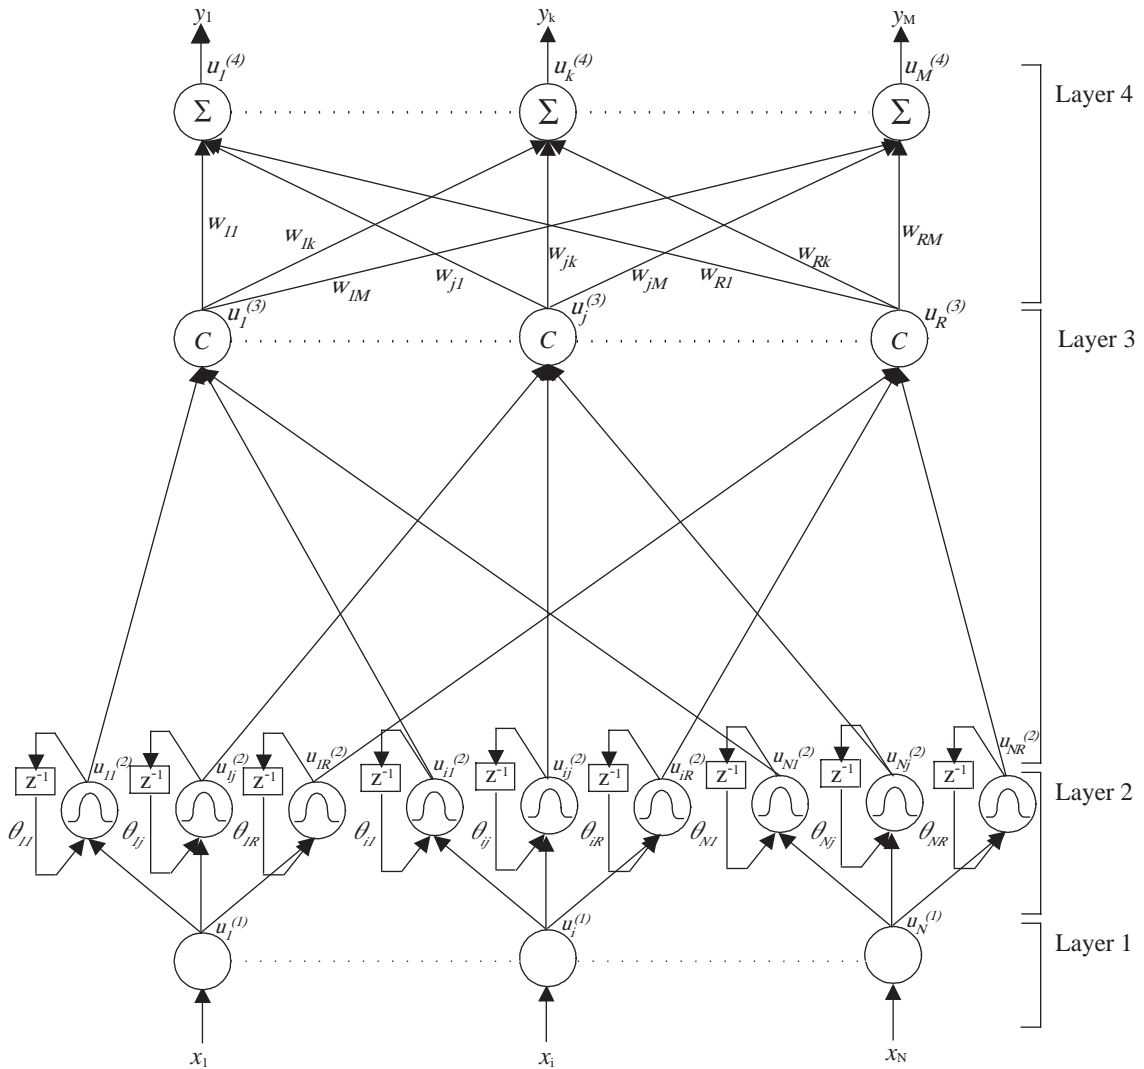 y1 yk yM
u1(4) uk(4) uM(4)
Layer 4
Σ Σ Σ
w11 w1k w1M wj1 wjk wjM wR1 wRk wRM
u1(3) uj(3) uR(3)
Layer 3
C C C
u11(2) u1j(2) u1R(2) ui1(2) uij(2) uiR(2) uN1(2) uNj(2) uNR(2)
z-1 z-1 z-1 z-1 z-1 z-1 z-1 z-1 z-1
Layer 2
θ11 θ1j θ1R θi1 θij θiR θN1 θNj θNR
u1(1) ui(1) uN(1)
Layer 1
x1 xi xN